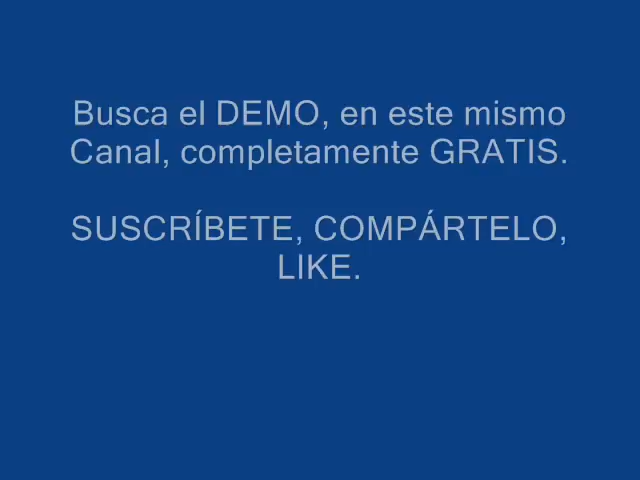 Busca el DEMO, en este mismo
Canal, completamente GRATIS.
SUSCRÍBETE, COMPÁRTELO,
LIKE.